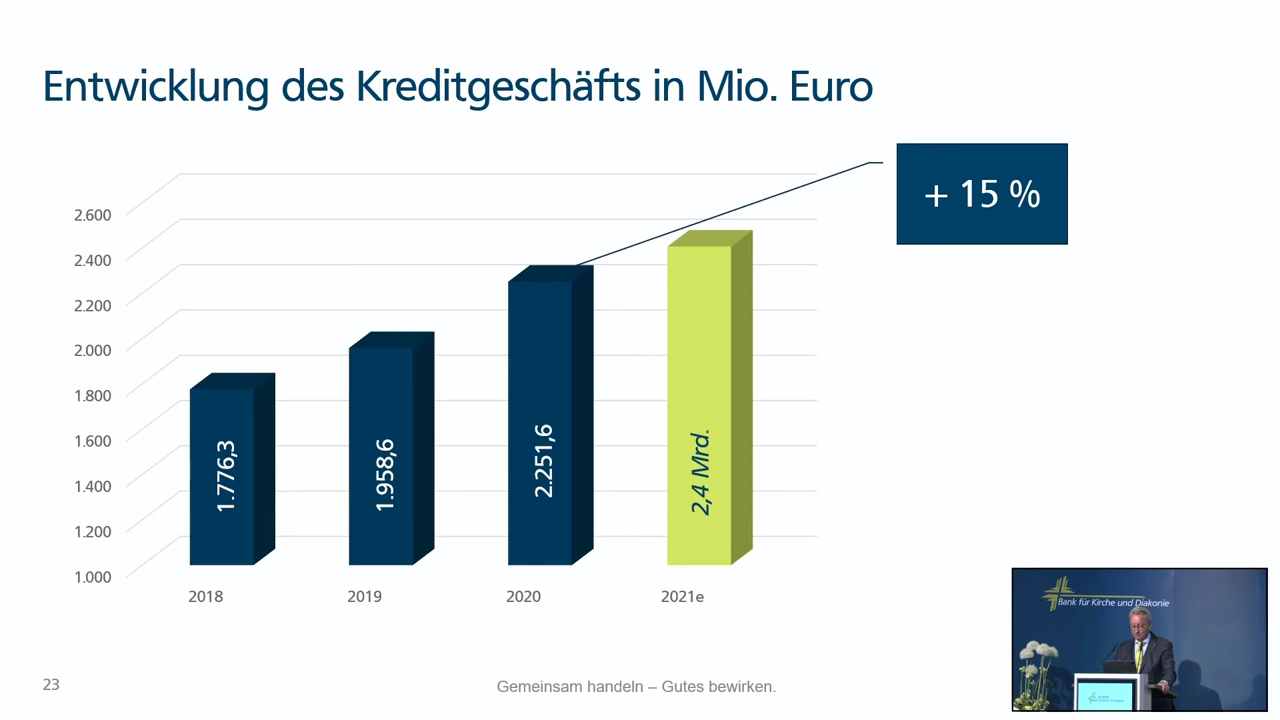 Entwicklung des Kreditgeschäfts in Mio. Euro
+ 15 %
2.600
2.400
2.200
2.000
1.800
1.600
1.400
1.200
1.000
1.776,3
1.958,6
2.251,6
2,4 Mrd.
2018
2019
2020
2021e
Bank für Kirche und Diakonie
23
Gemeinsam handeln – Gutes bewirken.